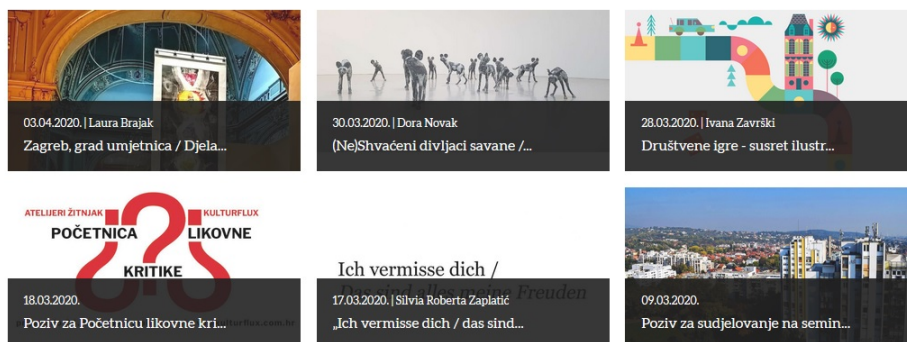 03.04.2020. | Laura Brajak
Zagreb, grad umjetnica / Djela...
30.03.2020. | Dora Novak
(Ne)Shvaćeni divljaci savane /...
28.03.2020. | Ivana Završki
Društvene igre - susret ilustr...
ATELIJERI ŽITNJAK
KULTURFLUX
POČETNICA LIKOVNE
KRITIKE
18.03.2020.
Poziv za Početnicu likovne kri...
Ich vermisse dich /
Das sind alles meine Freuden
17.03.2020. | Silvia Roberta Zaplatić
„Ich vermisse dich / das sind...
09.03.2020.
Poziv za sudjelovanje na semin...